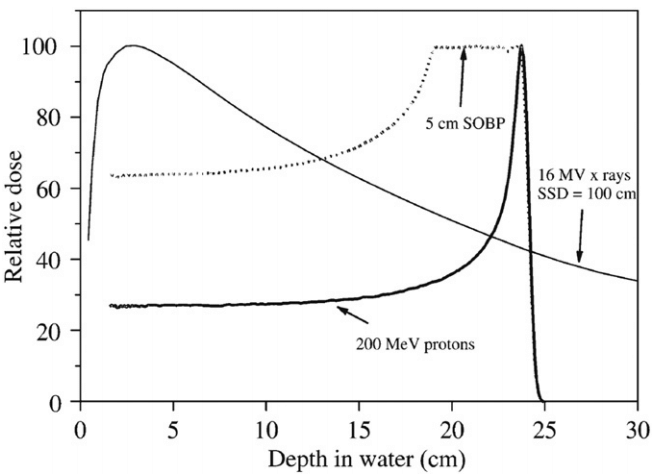 Relative dose
100
80
60
40
20
0
5 cm SOBP
16 MV x rays
SSD = 100 cm
200 MeV protons
0 5 10 15 20 25 30
Depth in water (cm)